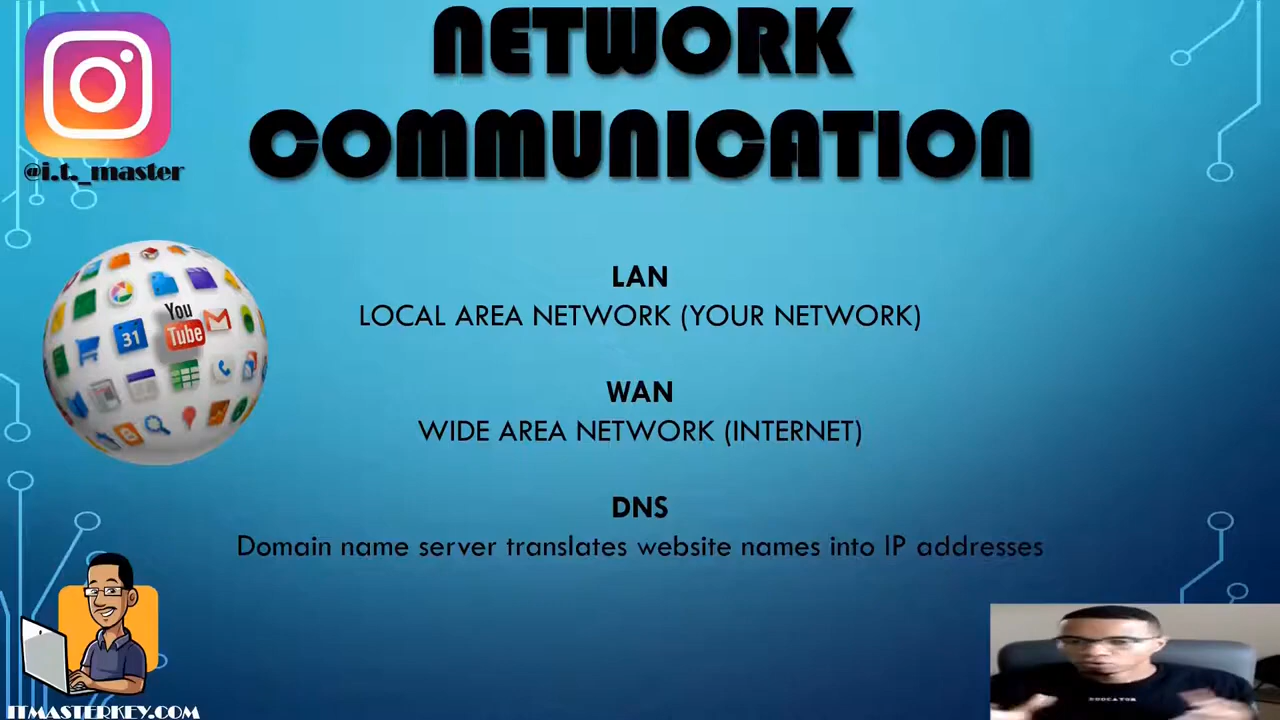 NETWORK
COMMUNICATION
@i.t._master
LAN
LOCAL AREA NETWORK (YOUR NETWORK)
You
Tube
31
WAN
WIDE AREA NETWORK (INTERNET)
DNS
Domain name server translates website names into IP addresses
EDUCATOR
ITMASTERKEY.COM